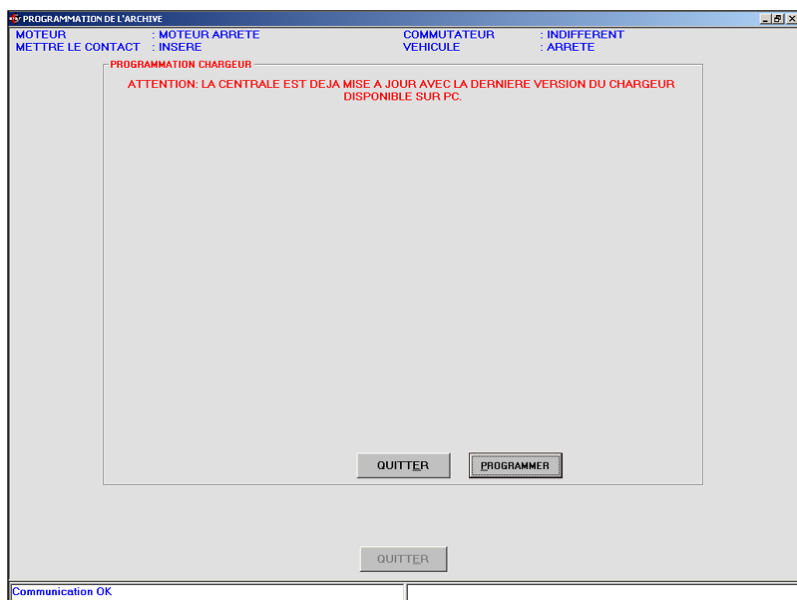 PROGRAMMATION DE L'ARCHIVE
MOTEUR : MOTEUR ARRETE COMMUTATEUR : INDIFFERENT
METTRE LE CONTACT : INSERE VEHICULE : ARRETE
PROGRAMMATION CHARGEUR
ATTENTION: LA CENTRALE EST DEJA MISE A JOUR AVEC LA DERNIERE VERSION DU CHARGEUR
DISPONIBLE SUR PC.
QUITTER PROGRAMMER
QUITTER
Communication OK